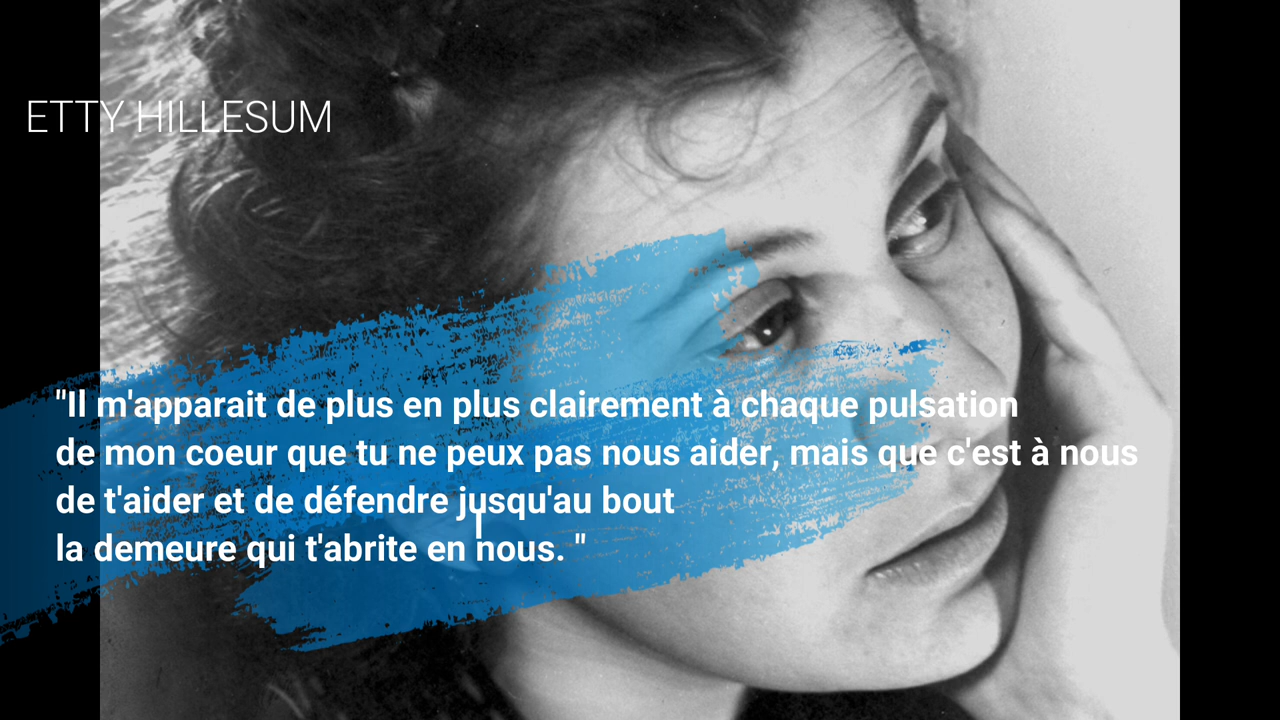 ETTY HILLESUM
"Il m'apparait de plus en plus clairement à chaque pulsation
de mon coeur que tu ne peux pas nous aider, mais que c'est à nous
de t'aider et de défendre jusqu'au bout
la demeure qui t'abrite en nous. "